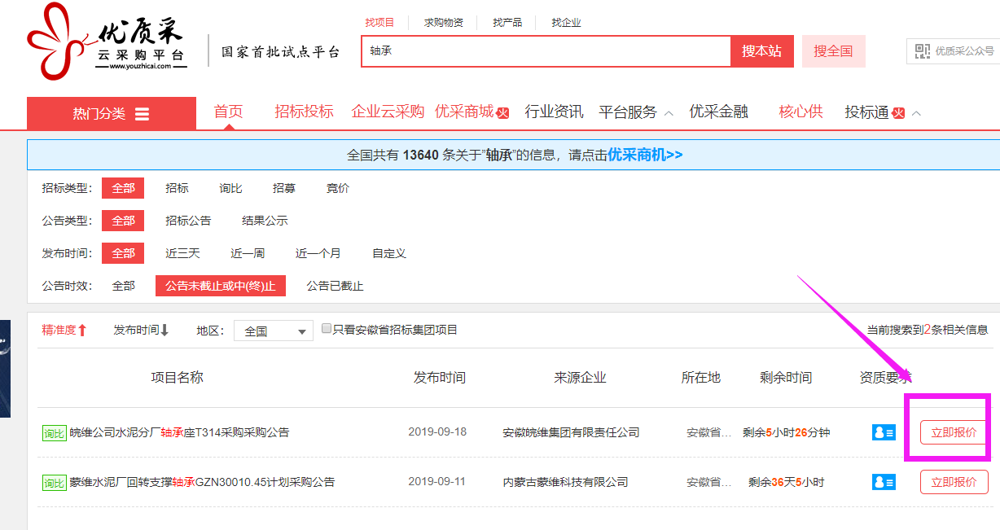 优质采
云采购平台
www.youzhicai.com
国家首批试点平台
找项目 求购物资 找产品 找企业
轴承 搜本站 搜全国
优质采公众号
热门分类 首页 招标投标 企业云采购 优采商城 火 行业资讯 平台服务 优采金融 核心供 投标通 火
全国共有 13640 条关于"轴承"的信息，请点击优采商机>>
招标类型： 全部 招标 询比 招募 竞价
公告类型： 全部 招标公告 结果公示
发布时间： 全部 近三天 近一周 近一个月 自定义
公告时效： 全部 公告未截止或中(终)止 公告已截止
精准度 发布时间 地区： 全国 只看安徽省招标集团项目 当前搜索到2条相关信息
项目名称 发布时间 来源企业 所在地 剩余时间 资质要求
询比 皖维公司水泥分厂轴承座T314采购采购公告 2019-09-18 安徽皖维集团有限责任公司 安徽省... 剩余5小时26分钟 立即报价
询比 蒙维水泥厂回转支撑轴承GZN30010.45计划采购公告 2019-09-11 内蒙古蒙维科技有限公司 安徽省... 剩余36天5小时 立即报价